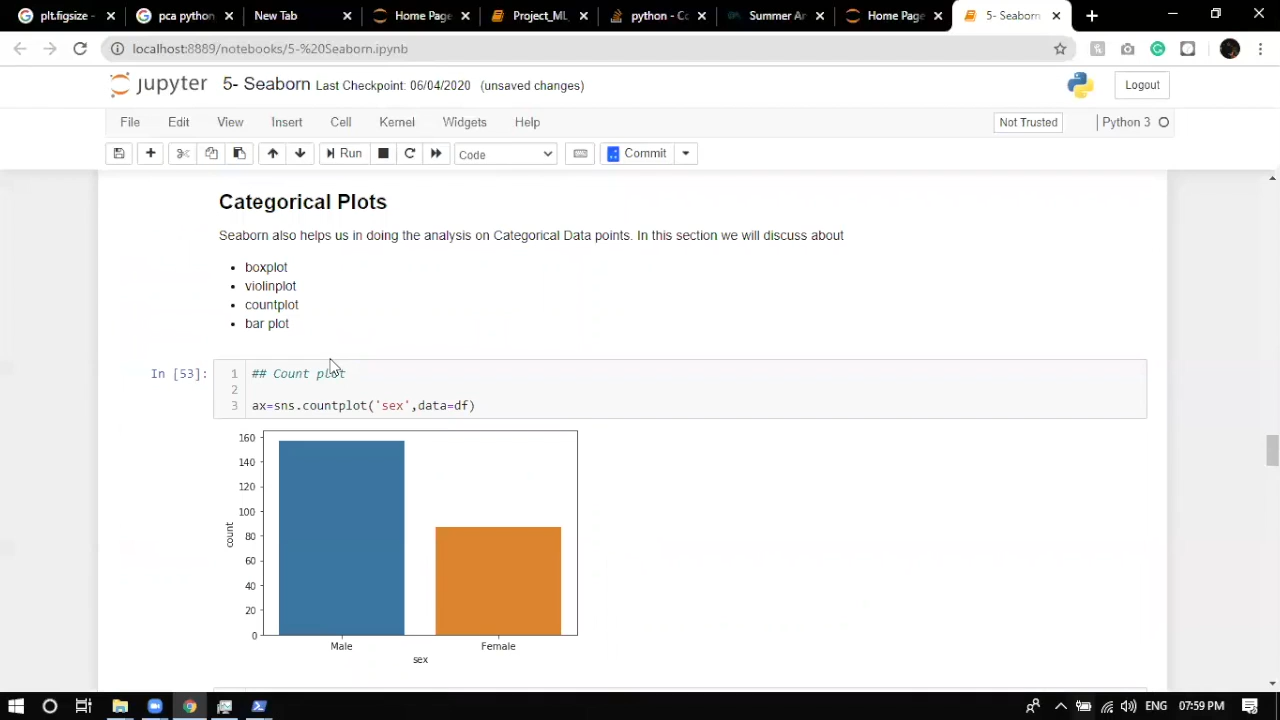 plt.figsize
pca python
New Tab
Home Page
Project_ML
python - Co
Summer Ar
Home Page
5- Seaborn
localhost:8889/notebooks/5-%20Seaborn.ipynb
jupyter 5- Seaborn Last Checkpoint: 06/04/2020 (unsaved changes)
Logout
File Edit View Insert Cell Kernel Widgets Help
Not Trusted
Python 3
Run
Code
Commit
Categorical Plots
Seaborn also helps us in doing the analysis on Categorical Data points. In this section we will discuss about
boxplot
violinplot
countplot
bar plot
In [53]:
1 ## Count plot
2
3 ax=sns.countplot('sex',data=df)
160
140
120
100
80
60
40
20
0
count
Male Female
sex
ENG 07:59 PM